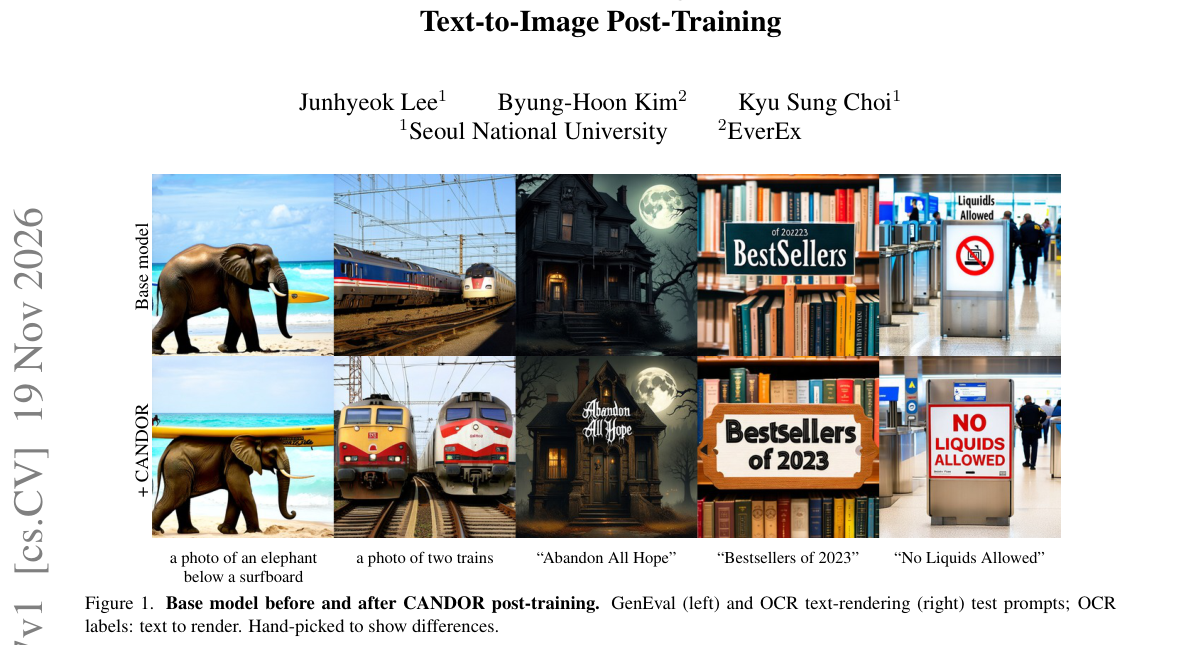 Text-to-Image Post-Training
Junhyeok Lee1 Byung-Hoon Kim2 Kyu Sung Choi1
1Seoul National University 2EverEx
[cs.CV] 19 Nov 2026
Base model
of 202223
BestSellers
Liquidls
Allowed
+ CANDOR
Abandon
All Hope
Bestsellers
of 2023
NO
LIQUIDS
ALLOWED
a photo of an elephant
below a surfboard
a photo of two trains
“Abandon All Hope”
“Bestsellers of 2023”
“No Liquids Allowed”
Figure 1. Base model before and after CANDOR post-training. GenEval (left) and OCR text-rendering (right) test prompts; OCR
labels: text to render. Hand-picked to show differences.